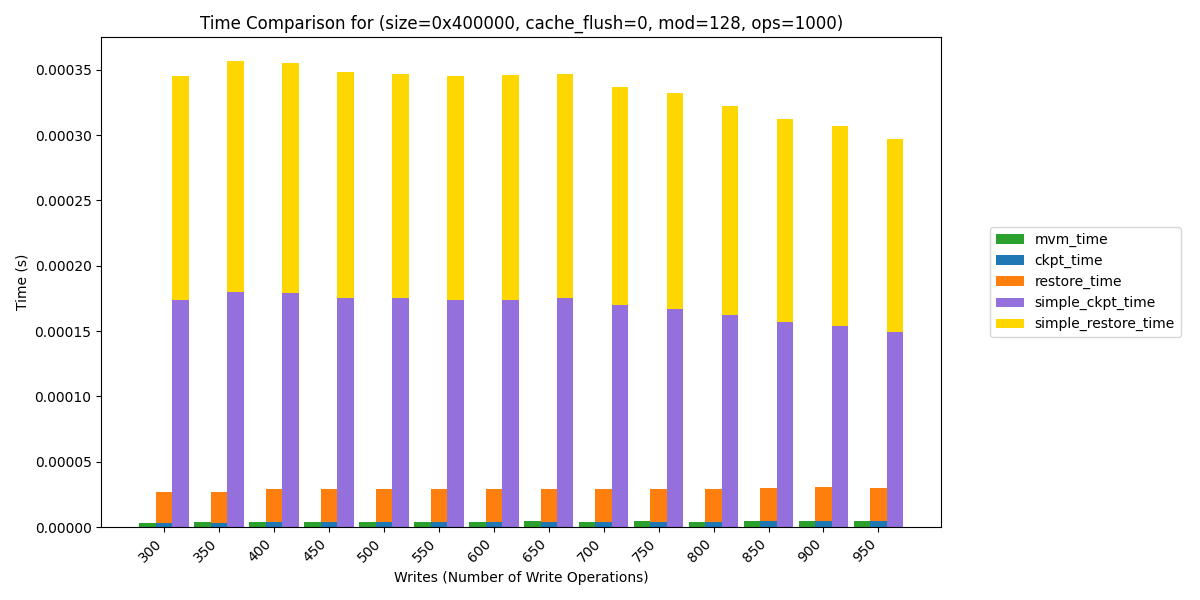 Time Comparison for (size=0x400000, cache_flush=0, mod=128, ops=1000)
Time (s)
0.00035
0.00030
0.00025
0.00020
0.00015
0.00010
0.00005
0.00000
300
350
400
450
500
550
600
650
700
750
800
850
900
950
Writes (Number of Write Operations)
mvm_time
ckpt_time
restore_time
simple_ckpt_time
simple_restore_time